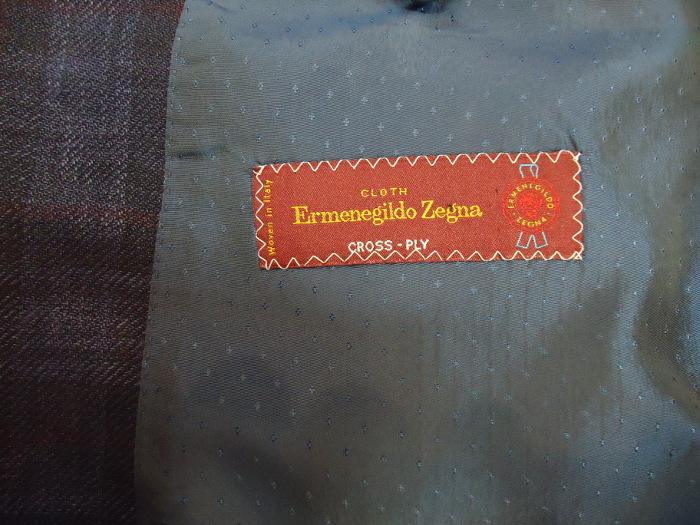 Woven in Italy
CLOTH
Ermenegildo Zegna
CROSS-PLY
ERMENEGILDO
ZEGNA